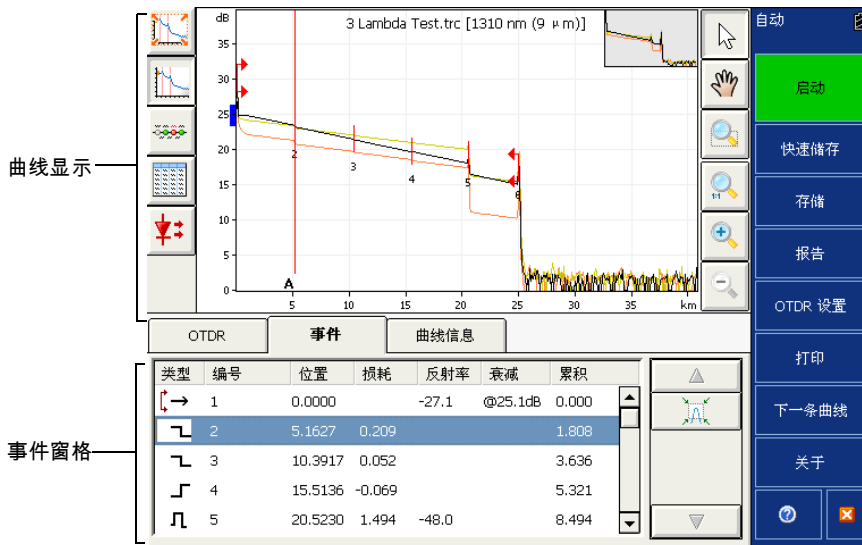 曲线显示
事件窗格
dB
3 Lambda Test.trc [1310 nm (9 μm)]
35
30
25
20
15
10
5
0
2
3
4
5
6
A
5
10
15
20
25
30
35
km
1:1
自动
启动
快速储存
存储
报告
OTDR 设置
打印
下一条曲线
关于
OTDR
事件
曲线信息
类型 编号 位置 损耗 反射率 衰减 累积
1 0.0000 -27.1 @25.1dB 0.000
2 5.1627 0.209 1.808
3 10.3917 0.052 3.636
4 15.5136 -0.069 5.321
5 20.5230 1.494 -48.0 8.494